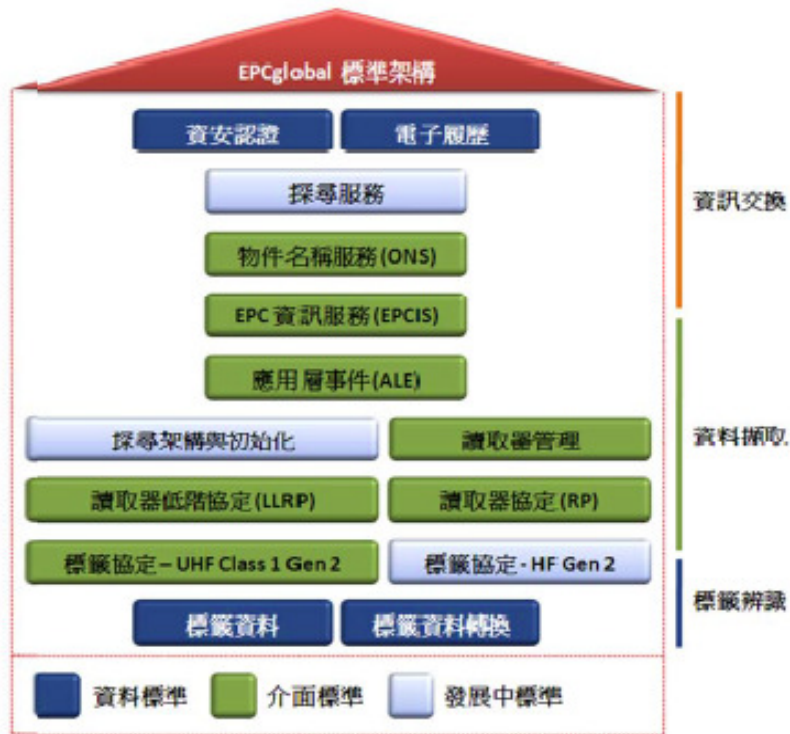 EPCglobal 標準架構
資安認證 電子履歷
探尋服務
資訊交換
物件名稱服務(ONS)
EPC 資訊服務(EPCIS)
應用層事件(ALE)
探尋架構與初始化 讀取器管理
資料擷取
讀取器低階協定(LLRP) 讀取器協定(RP)
標籤協定–UHF Class 1 Gen 2 標籤協定 - HF Gen 2
標籤辨識
標籤資料 標籤資料轉換
資料標準 介面標準 發展中標準